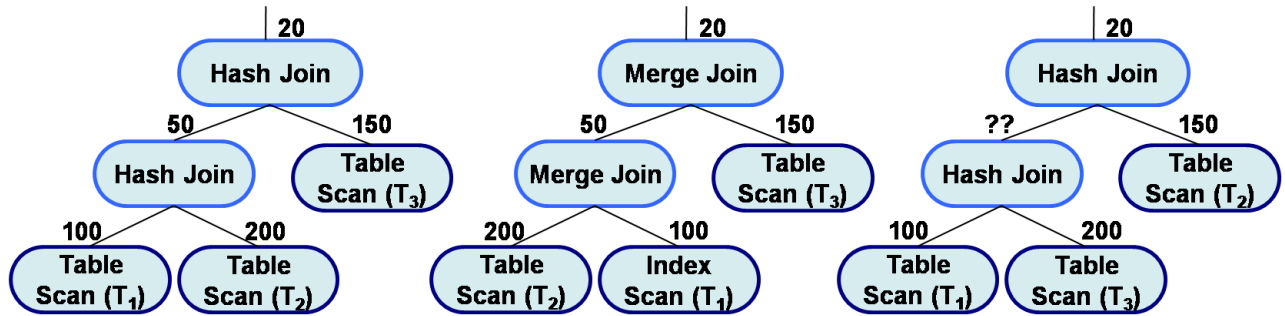 20
20
20
Hash Join
Merge Join
Hash Join
50
150
50
150
??
150
Hash Join
Table
Scan (T₃)
Merge Join
Table
Scan (T₃)
Hash Join
Table
Scan (T₂)
100
200
200
100
100
200
Table
Scan (T₁)
Table
Scan (T₂)
Table
Scan (T₂)
Index
Scan (T₁)
Table
Scan (T₁)
Table
Scan (T₃)